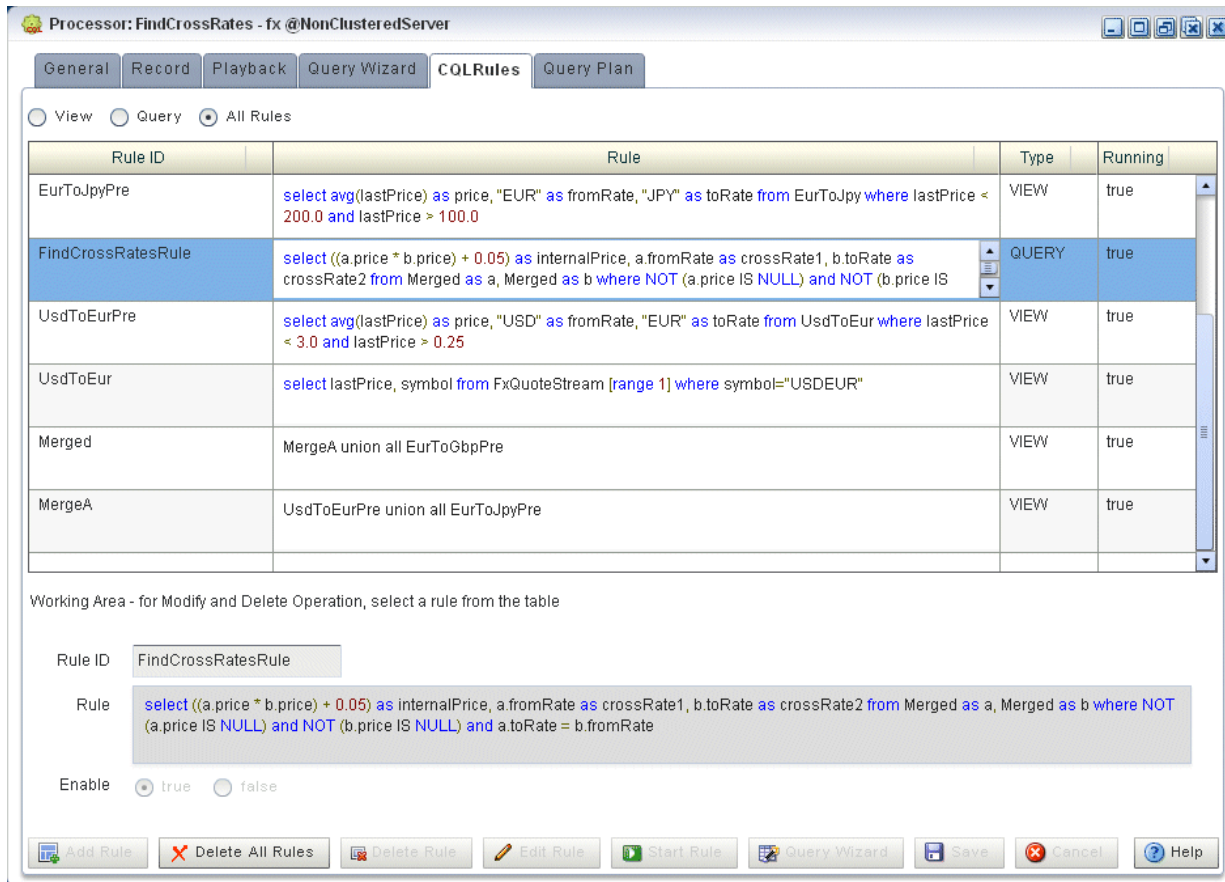 Processor: FindCrossRates - fx @NonClusteredServer
General Record Playback Query Wizard CQLRules Query Plan
View Query All Rules
Rule ID Rule Type Running
EurToJpyPre select avg(lastPrice) as price, "EUR" as fromRate, "JPY" as toRate from EurToJpy where lastPrice < VIEW true
200.0 and lastPrice > 100.0
FindCrossRatesRule select ((a.price * b.price) + 0.05) as internalPrice, a.fromRate as crossRate1, b.toRate as QUERY true
crossRate2 from Merged as a, Merged as b where NOT (a.price IS NULL) and NOT (b.price IS
UsdToEurPre select avg(lastPrice) as price, "USD" as fromRate, "EUR" as toRate from UsdToEur where lastPrice VIEW true
< 3.0 and lastPrice > 0.25
UsdToEur select lastPrice, symbol from FxQuoteStream [range 1] where symbol="USDEUR" VIEW true
Merged MergeA union all EurToGbpPre VIEW true
MergeA UsdToEurPre union all EurToJpyPre VIEW true
Working Area - for Modify and Delete Operation, select a rule from the table
Rule ID FindCrossRatesRule
Rule select ((a.price * b.price) + 0.05) as internalPrice, a.fromRate as crossRate1, b.toRate as crossRate2 from Merged as a, Merged as b where NOT
(a.price IS NULL) and NOT (b.price IS NULL) and a.toRate = b.fromRate
Enable true false
Add Rule Delete All Rules Delete Rule Edit Rule Start Rule Query Wizard Save Cancel Help